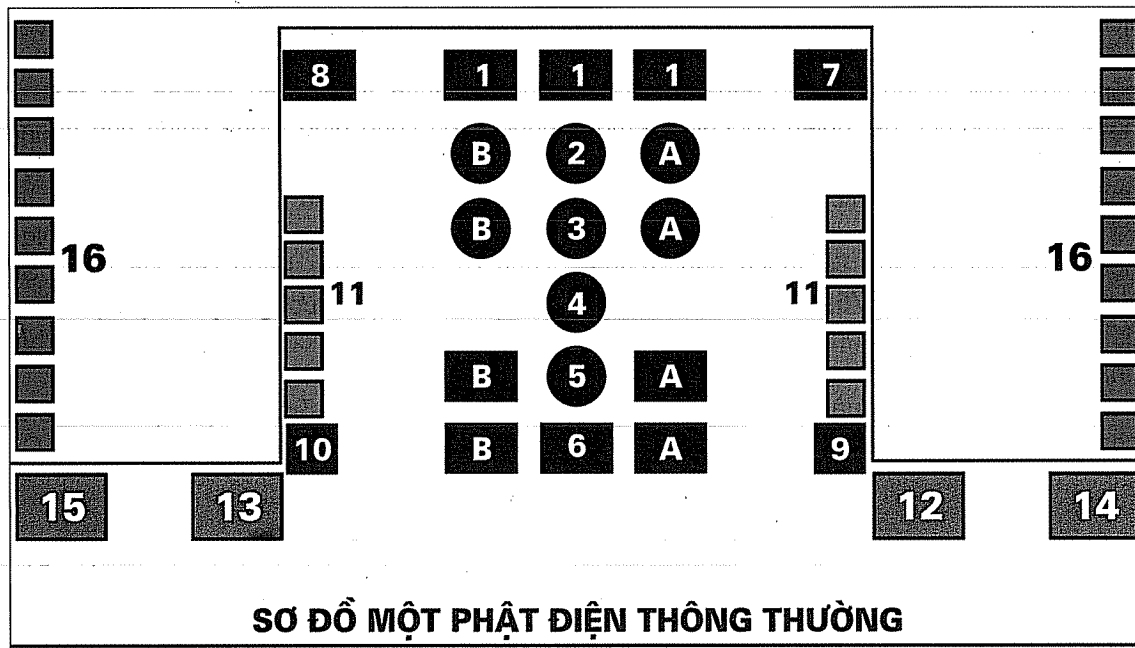 8 1 1 1 7
B 2 A
B 3 A
16 16
11 4 11
B 5 A
10 B 6 A 9
15 13 12 14
SƠ ĐỒ MỘT PHẬT ĐIỆN THÔNG THƯỜNG